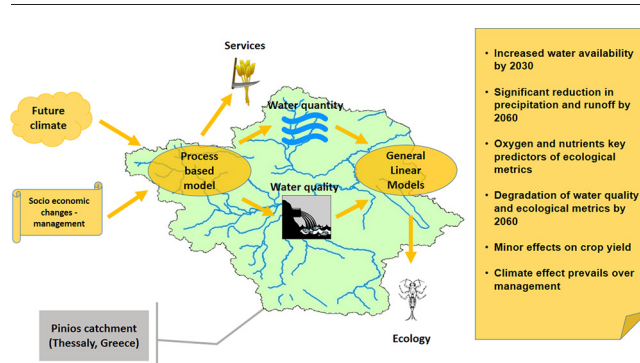 Services
Future
climate
Water quantity
Process
based
model
General
Linear
Models
Socio economic
changes -
management
Water quality
Pinios catchment
(Thessaly, Greece)
Ecology
• Increased water availability
by 2030
• Significant reduction in
precipitation and runoff by
2060
• Oxygen and nutrients key
predictors of ecological
metrics
• Degradation of water quality
and ecological metrics by
2060
• Minor effects on crop yield
• Climate effect prevails over
management